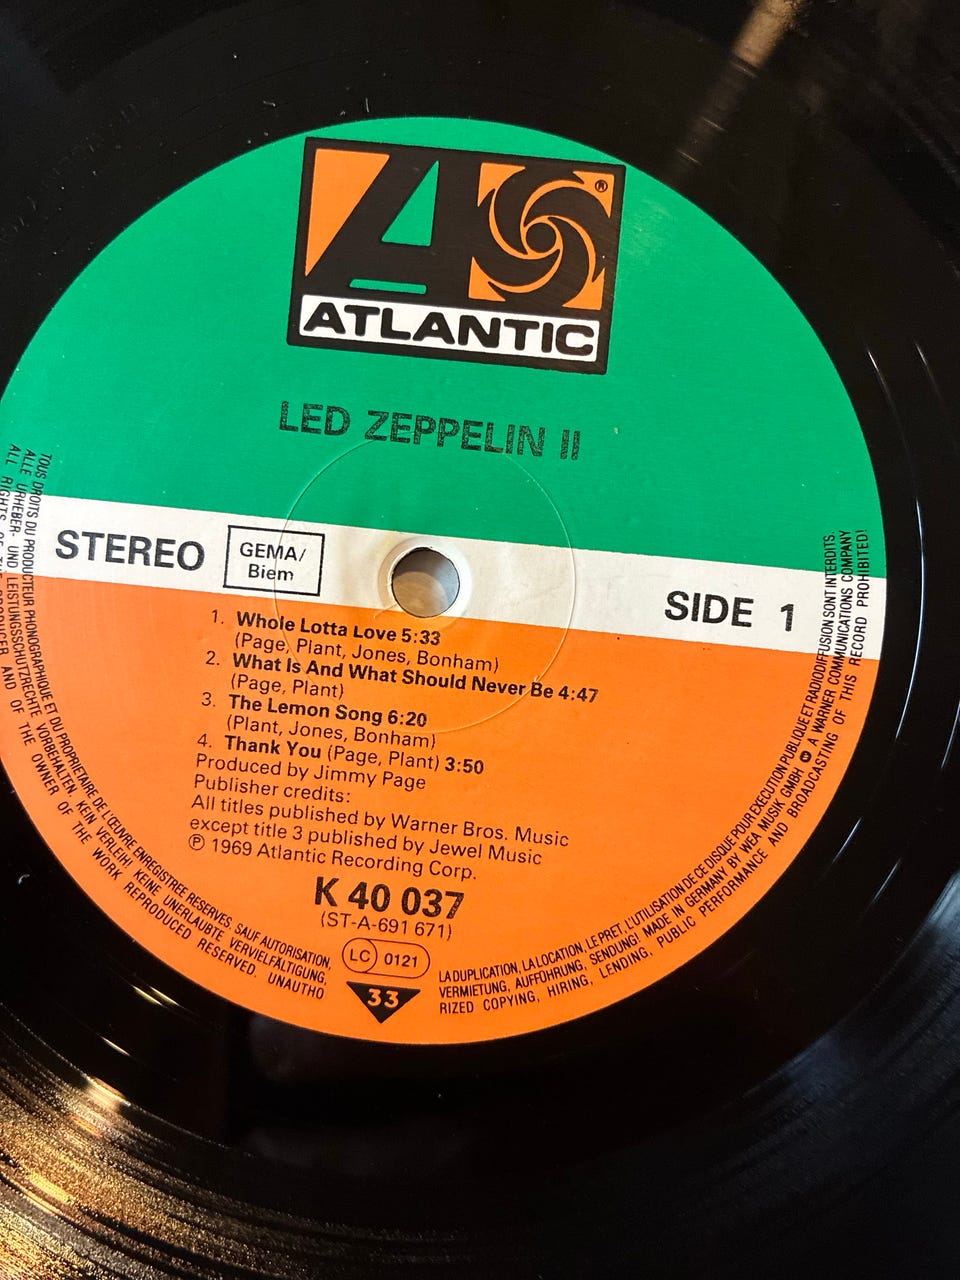 ®
ATLANTIC
LED ZEPPELIN II
STEREO
GEMA/
Biem
SIDE 1
1. Whole Lotta Love 5:33
(Page, Plant, Jones, Bonham)
2. What Is And What Should Never Be 4:47
(Page, Plant)
3. The Lemon Song 6:20
(Plant, Jones, Bonham)
4. Thank You (Page, Plant) 3:50
Produced by Jimmy Page
Publisher credits:
All titles published by Warner Bros. Music
except title 3 published by Jewel Music
℗ 1969 Atlantic Recording Corp.
K 40 037
(ST-A-691 671)
LC 0121
33
TOUS DROITS DU PRODUCTEUR PHONOGRAPHIQUE ET DU PROPRIETAIRE DE L'ŒUVRE ENREGISTREE RESERVES. SAUF AUTORISATION,
LA DUPLICATION, LA LOCATION, LE PRET, L'UTILISATION DE CE DISQUE POUR EXECUTION PUBLIQUE ET RADIODIFFUSION SONT INTERDITS.
ALLE URHEBER- UND LEISTUNGSSCHUTZRECHTE VORBEHALTEN. KEIN VERLEIH! KEINE UNERLAUBTE VERVIELFÄLTIGUNG,
VERMIETUNG, AUFFÜHRUNG, SENDUNG! MADE IN GERMANY BY WEA MUSIK GMBH A WARNER COMMUNICATIONS COMPANY
ALL RIGHTS OF THE PRODUCER AND OF THE OWNER OF THE WORK REPRODUCED RESERVED. UNAUTHO
RIZED COPYING, HIRING, LENDING, PUBLIC PERFORMANCE AND BROADCASTING OF THIS RECORD PROHIBITED!